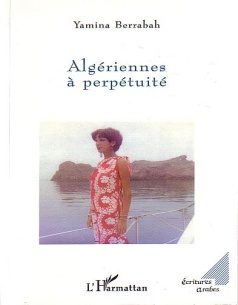 Yamina Berrabah
Algériennes
à perpétuité
L'Harmattan
écritures
arabes